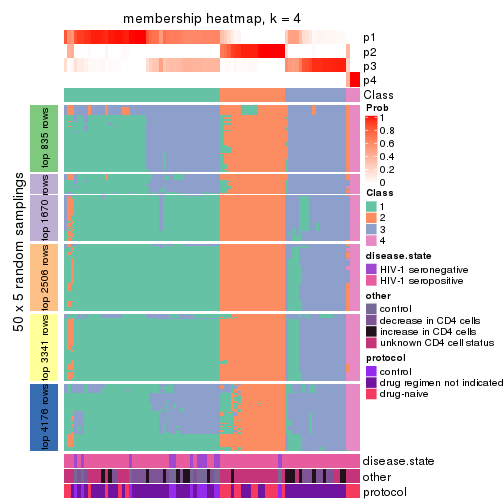 membership heatmap, k = 4
p1
p2
p3
p4
Class
50 x 5 random samplings
top 835 rows
top 1670 rows
top 2506 rows
top 3341 rows
top 4176 rows
Prob
1
0.8
0.6
0.4
0.2
0
Class
1
2
3
4
disease.state
HIV-1 seronegative
HIV-1 seropositive
other
control
decrease in CD4 cells
increase in CD4 cells
unknown CD4 cell status
protocol
control
drug regimen not indicated
drug-naive
disease.state
other
protocol